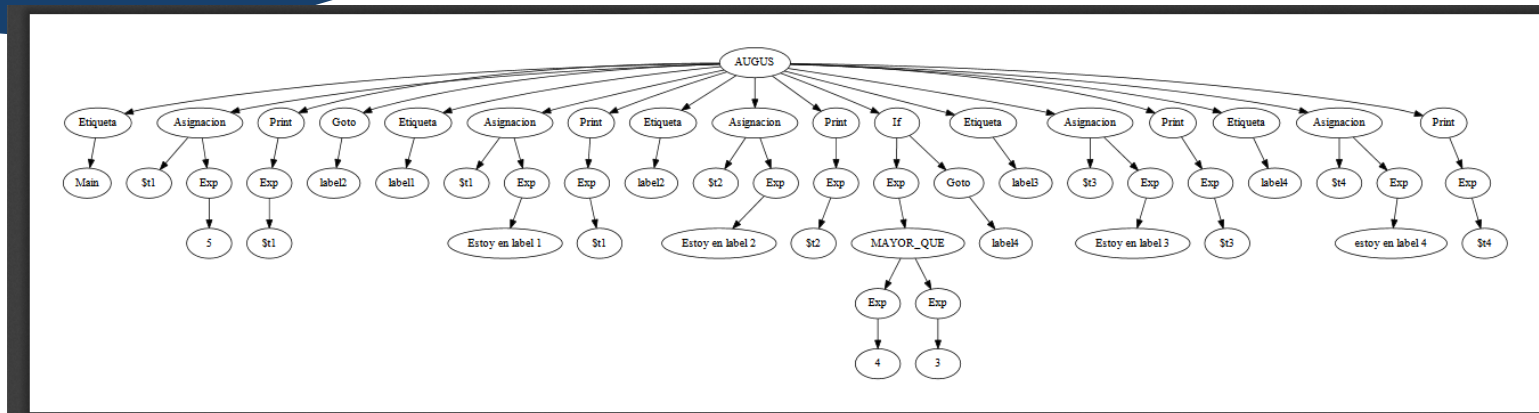 AUGUS
Etiqueta Asignacion Print Goto Etiqueta Asignacion Print Etiqueta Asignacion Print If Etiqueta Asignacion Print Etiqueta Asignacion Print
Main $t1 Exp Exp label2 label1 $t1 Exp Exp label2 $t2 Exp Exp Exp Goto label3 $t3 Exp Exp label4 $t4 Exp Exp
5 $t1 Estoy en label 1 $t1 Estoy en label 2 $t2 MAYOR_QUE label4 Estoy en label 3 $t3 estoy en label 4 $t4
Exp Exp
4 3